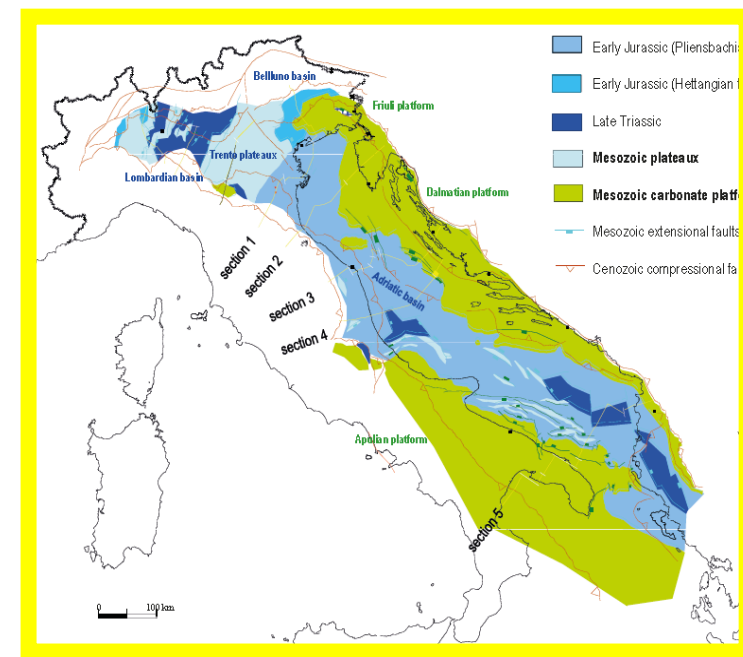 Early Jurassic (Pliensbachi
Early Jurassic (Hettangian
Late Triassic
Mesozoic plateaux
Mesozoic carbonate platf
Mesozoic extensional faults
Cenozoic compressional fa
Bellluno basin
Friuli platform
Trento plateaux
Lombardian basin
Dalmatian platform
Adriatic basin
section 1
section 2
section 3
section 4
Apulian platform
section 5
0 100 km